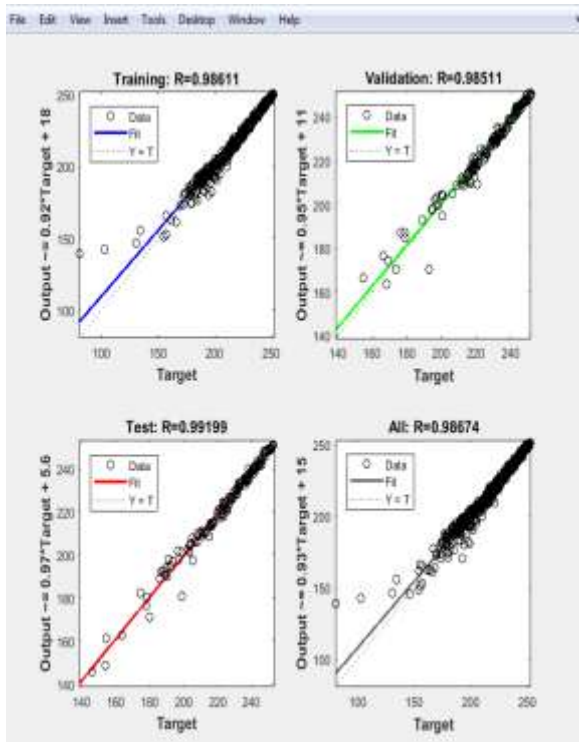 File Edit View Insert Tools Desktop Window Help
Training: R=0.98611
Output ~= 0.92*Target + 18
250
200
150
100
Data
Fit
Y = T
100 150 200 250
Target
Validation: R=0.98511
Output ~= 0.95*Target + 11
240
220
200
180
160
140
Data
Fit
Y = T
140 160 180 200 220 240
Target
Test: R=0.99199
Output ~= 0.97*Target + 5.6
240
220
200
180
160
140
Data
Fit
Y = T
140 160 180 200 220 240
Target
All: R=0.98674
Output ~= 0.93*Target + 15
250
200
150
100
Data
Fit
Y = T
100 150 200 250
Target